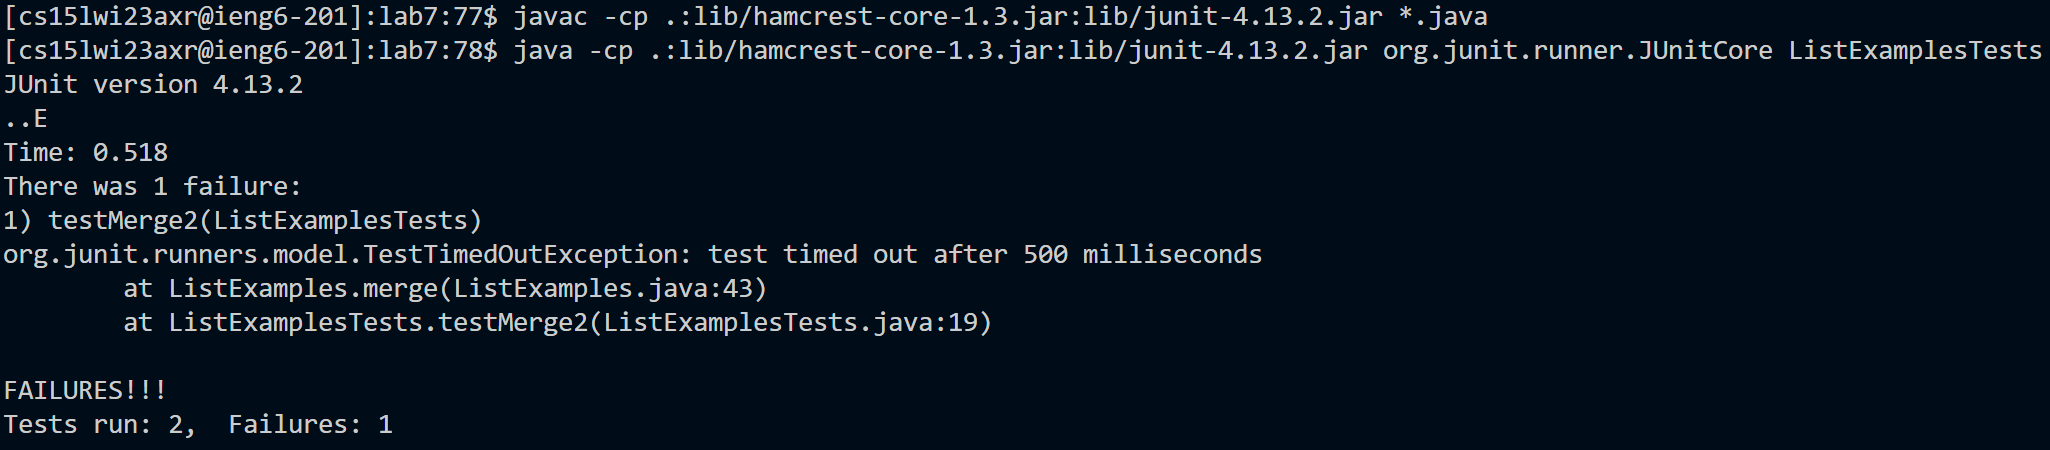 [cs15lwi23axr@ieng6-201]:lab7:77$ javac -cp .:lib/hamcrest-core-1.3.jar:lib/junit-4.13.2.jar *.java
[cs15lwi23axr@ieng6-201]:lab7:78$ java -cp .:lib/hamcrest-core-1.3.jar:lib/junit-4.13.2.jar org.junit.runner.JUnitCore ListExamplesTests
JUnit version 4.13.2
..E
Time: 0.518
There was 1 failure:
1) testMerge2(ListExamplesTests)
org.junit.runners.model.TestTimedOutException: test timed out after 500 milliseconds
        at ListExamples.merge(ListExamples.java:43)
        at ListExamplesTests.testMerge2(ListExamplesTests.java:19)

FAILURES!!!
Tests run: 2,  Failures: 1